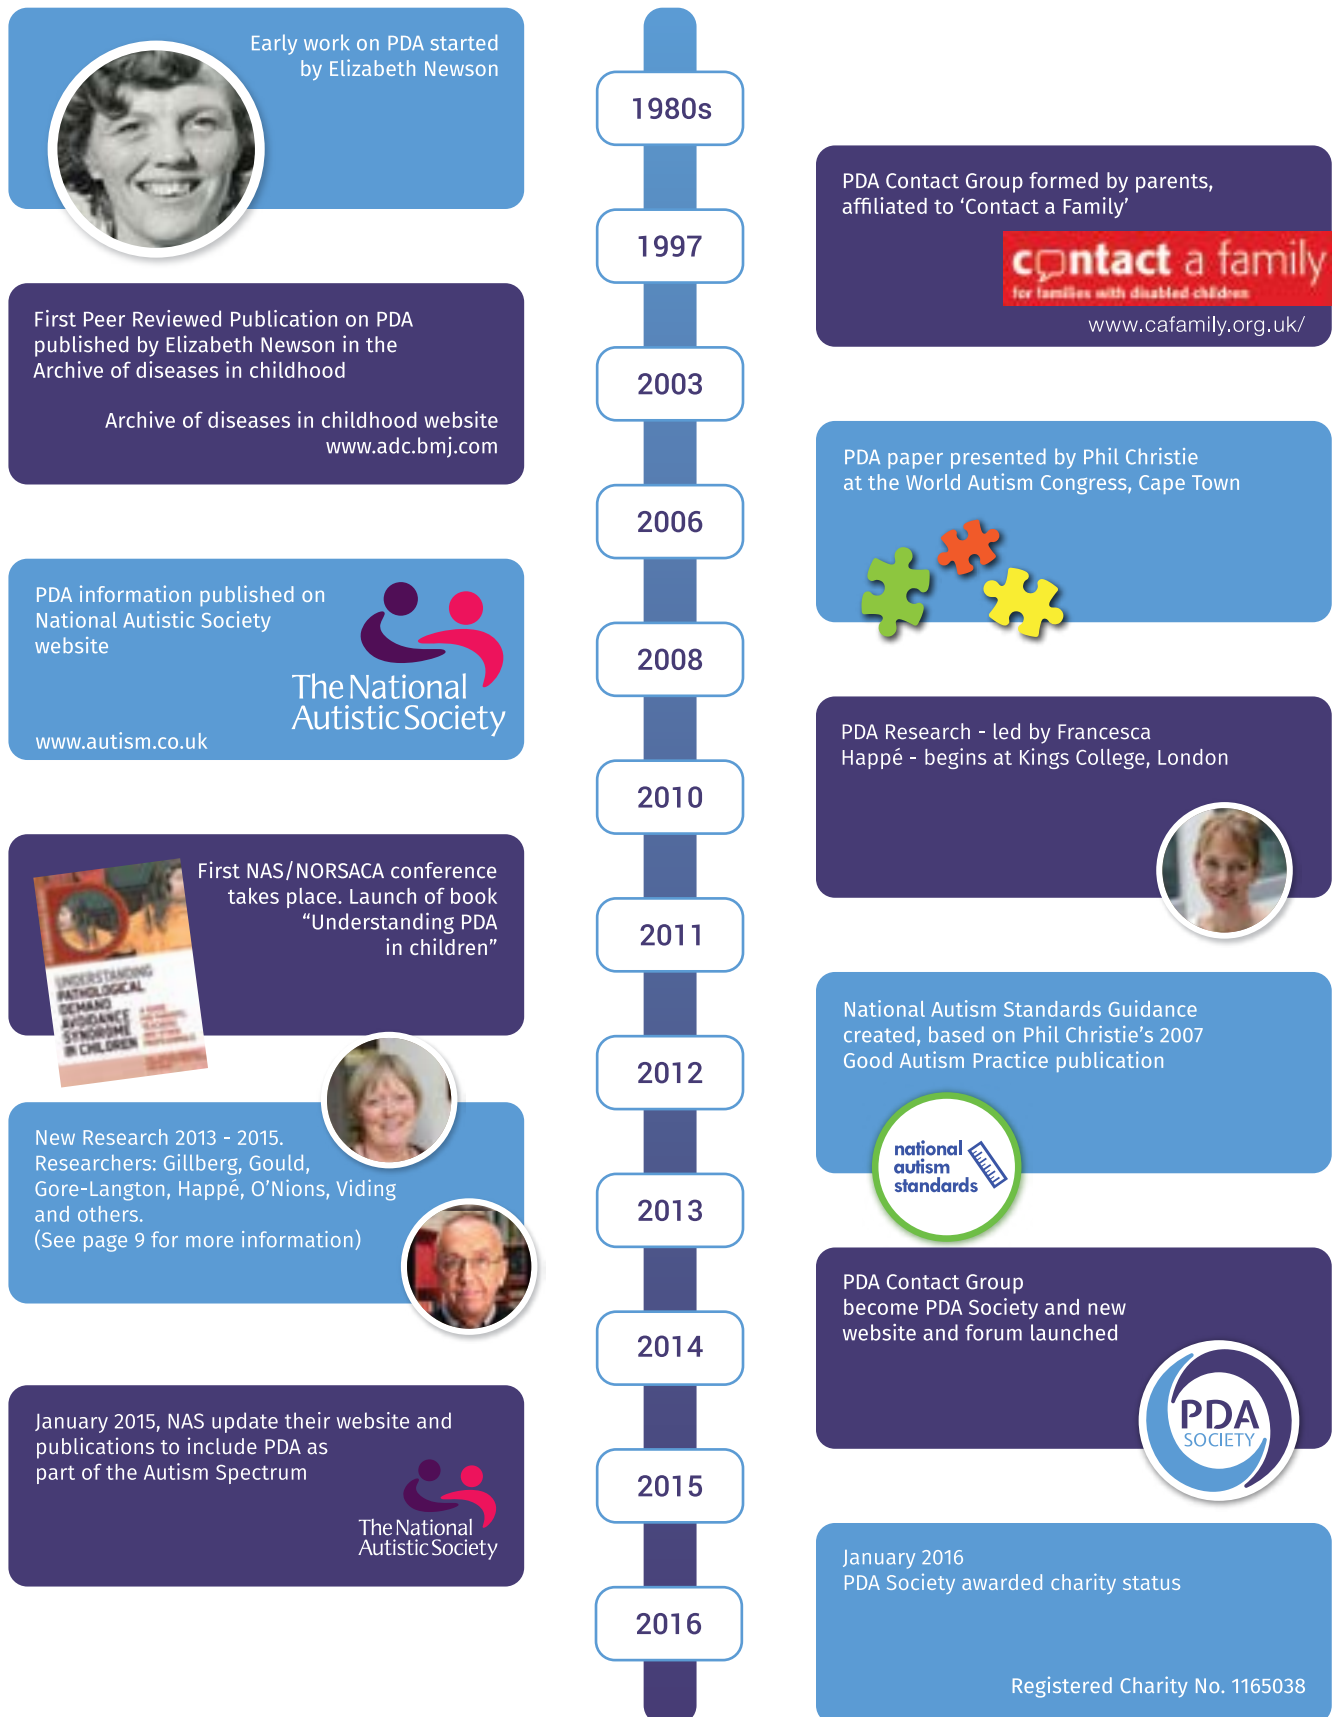 Early work on PDA started
by Elizabeth Newson
1980s
1997
PDA Contact Group formed by parents,
affiliated to ‘Contact a Family’
contact a family
for families with disabled children
www.cafamily.org.uk/
First Peer Reviewed Publication on PDA
published by Elizabeth Newson in the
Archive of diseases in childhood
Archive of diseases in childhood website
www.adc.bmj.com
2003
2006
PDA paper presented by Phil Christie
at the World Autism Congress, Cape Town
PDA information published on
National Autistic Society
website
The National
Autistic Society
www.autism.co.uk
2008
2010
PDA Research - led by Francesca
Happé - begins at Kings College, London
First NAS/NORSACA conference
takes place. Launch of book
“Understanding PDA
in children”
UNDERSTANDING
PATHOLOGICAL
DEMAND
AVOIDANCE
SYNDROME
IN CHILDREN
2011
2012
National Autism Standards Guidance
created, based on Phil Christie’s 2007
Good Autism Practice publication
national
autism
standards
New Research 2013 - 2015.
Researchers: Gillberg, Gould,
Gore-Langton, Happé, O’Nions, Viding
and others.
(See page 9 for more information)
2013
2014
PDA Contact Group
become PDA Society and new
website and forum launched
PDA
SOCIETY
January 2015, NAS update their website and
publications to include PDA as
part of the Autism Spectrum
The National
Autistic Society
2015
2016
January 2016
PDA Society awarded charity status
Registered Charity No. 1165038